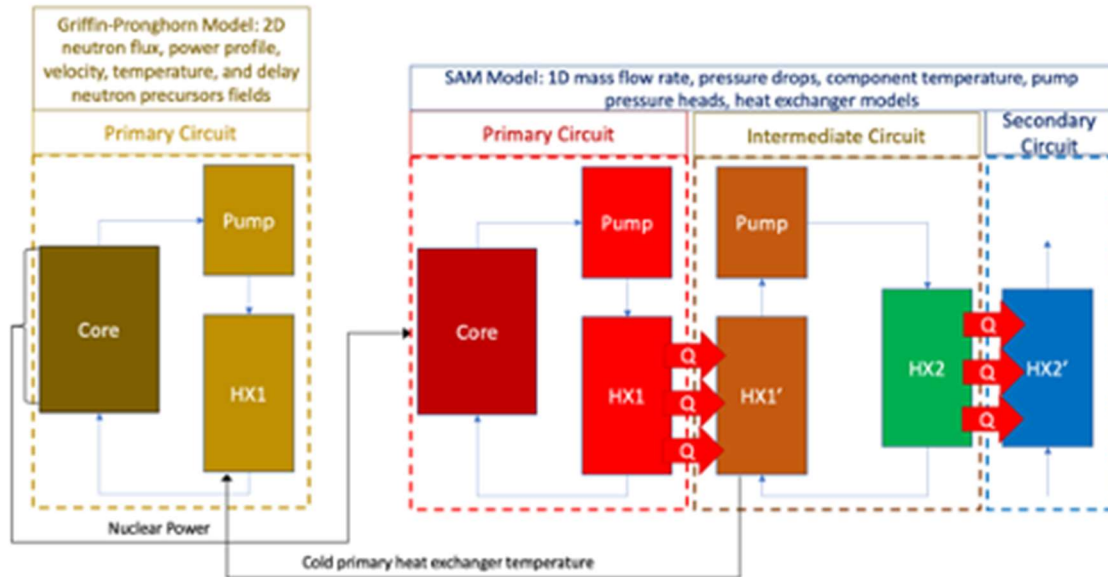 Griffin-Pronghorn Model: 2D
neutron flux, power profile,
velocity, temperature, and delay
neutron precursors fields
Primary Circuit
Pump
Core
HX1
SAM Model: 1D mass flow rate, pressure drops, component temperature, pump
pressure heads, heat exchanger models
Primary Circuit
Intermediate Circuit
Secondary
Circuit
Pump
Pump
Core
HX1
Q
Q
Q
HX1'
HX2
Q
Q
Q
HX2'
Nuclear Power
Cold primary heat exchanger temperature